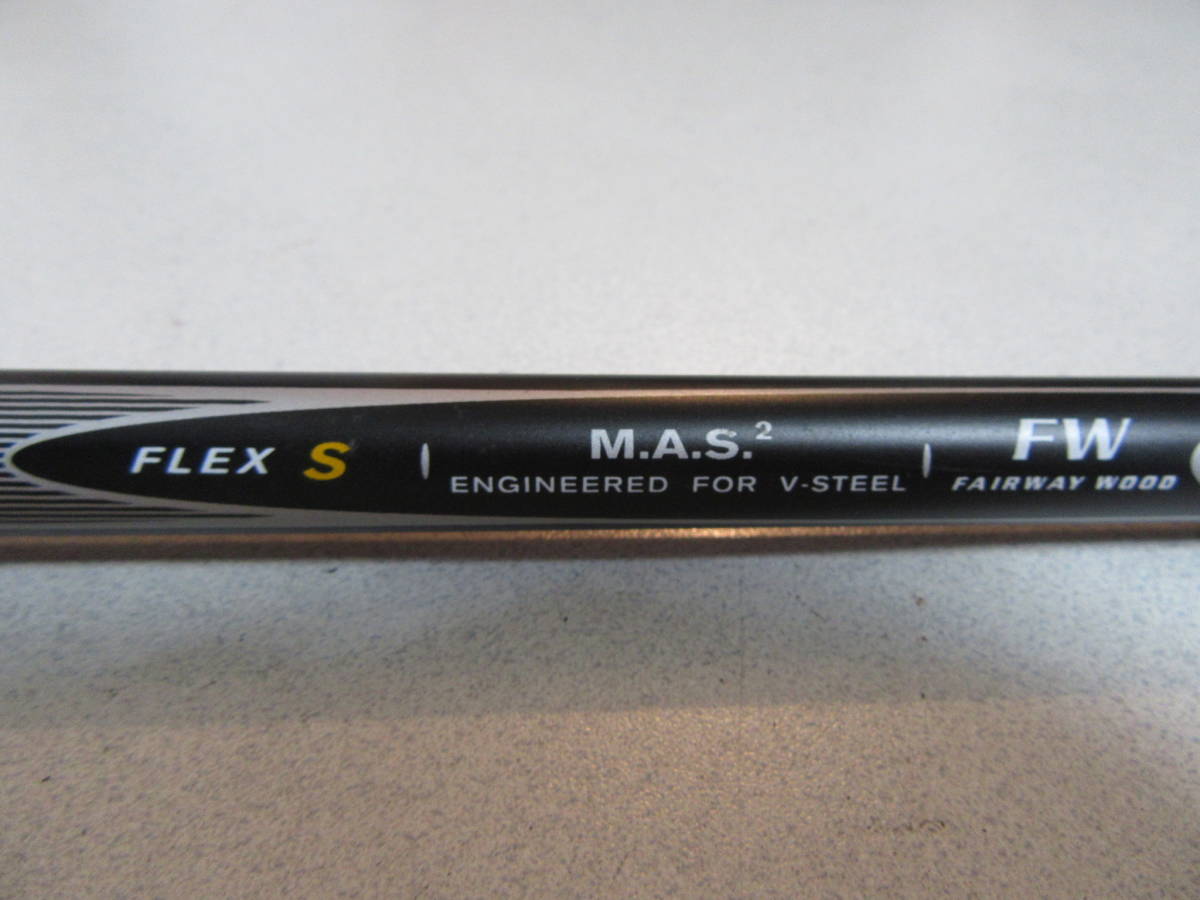 FLEX S
M.A.S.²
ENGINEERED FOR V-STEEL
FW
FAIRWAY WOOD